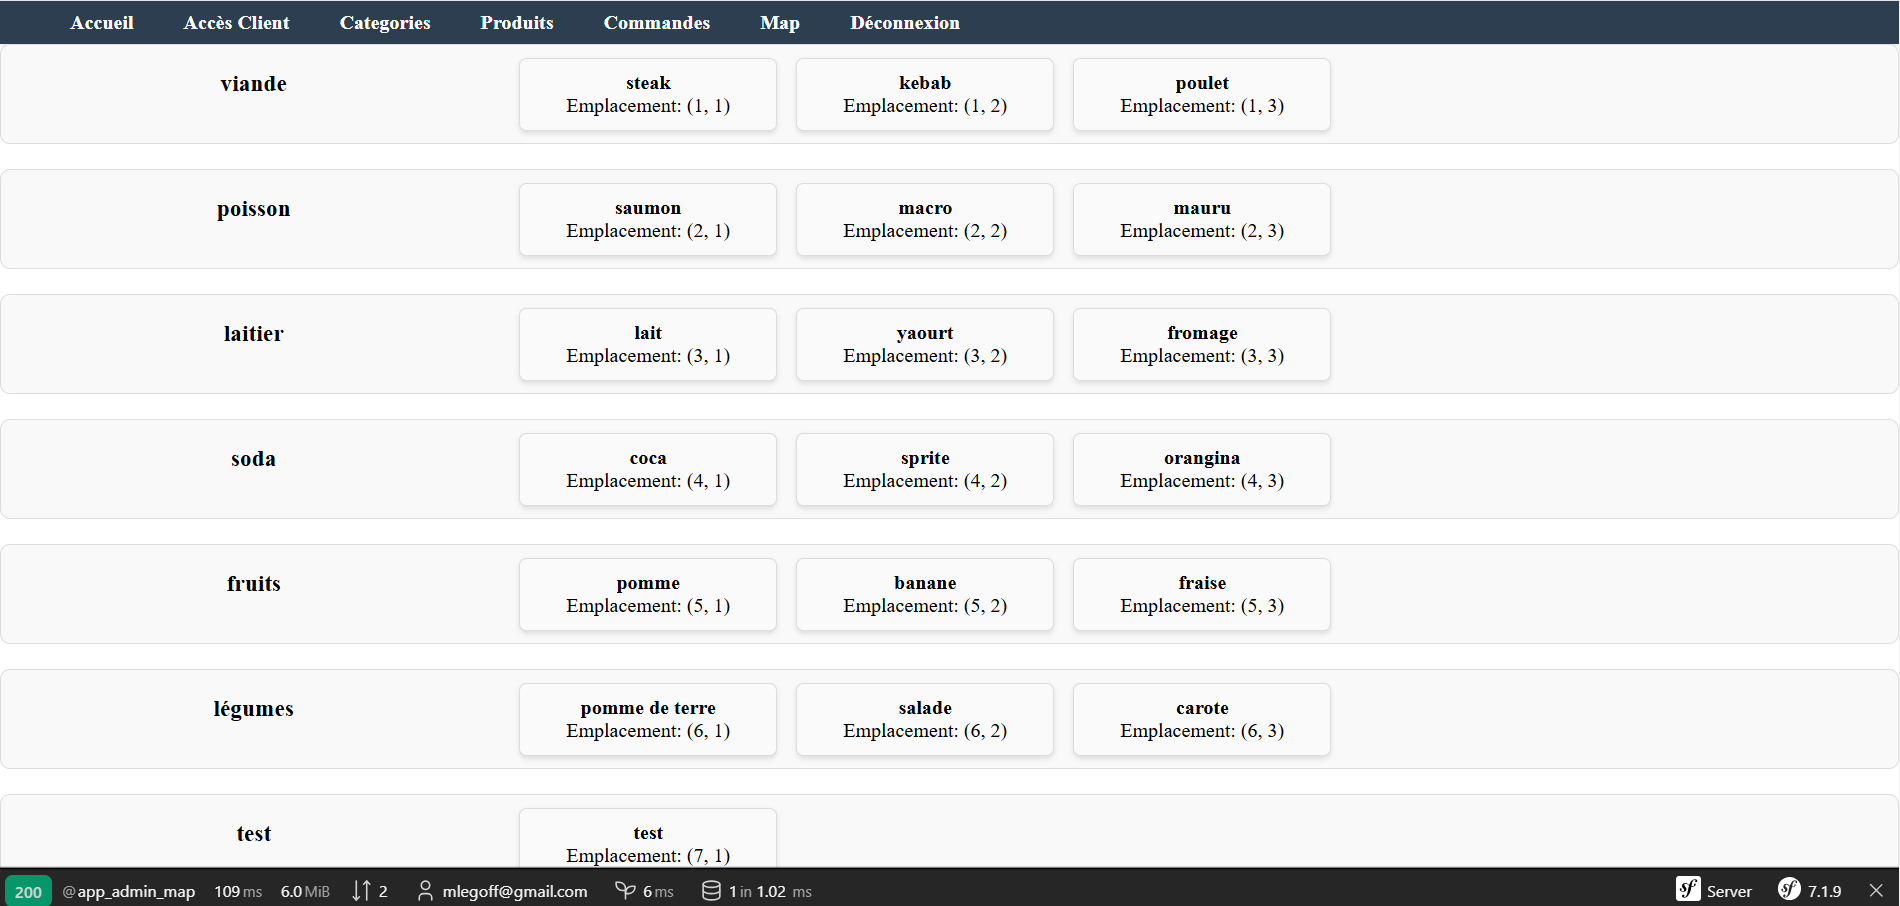 Accueil Accès Client Categories Produits Commandes Map Déconnexion
viande
steak
Emplacement: (1, 1)
kebab
Emplacement: (1, 2)
poulet
Emplacement: (1, 3)
poisson
saumon
Emplacement: (2, 1)
macro
Emplacement: (2, 2)
mauru
Emplacement: (2, 3)
laitier
lait
Emplacement: (3, 1)
yaourt
Emplacement: (3, 2)
fromage
Emplacement: (3, 3)
soda
coca
Emplacement: (4, 1)
sprite
Emplacement: (4, 2)
orangina
Emplacement: (4, 3)
fruits
pomme
Emplacement: (5, 1)
banane
Emplacement: (5, 2)
fraise
Emplacement: (5, 3)
légumes
pomme de terre
Emplacement: (6, 1)
salade
Emplacement: (6, 2)
carote
Emplacement: (6, 3)
test
test
Emplacement: (7, 1)
200 @app_admin_map 109 ms 6.0 MiB 2 mlegoff@gmail.com 6 ms 1 in 1.02 ms sf Server sf 7.1.9